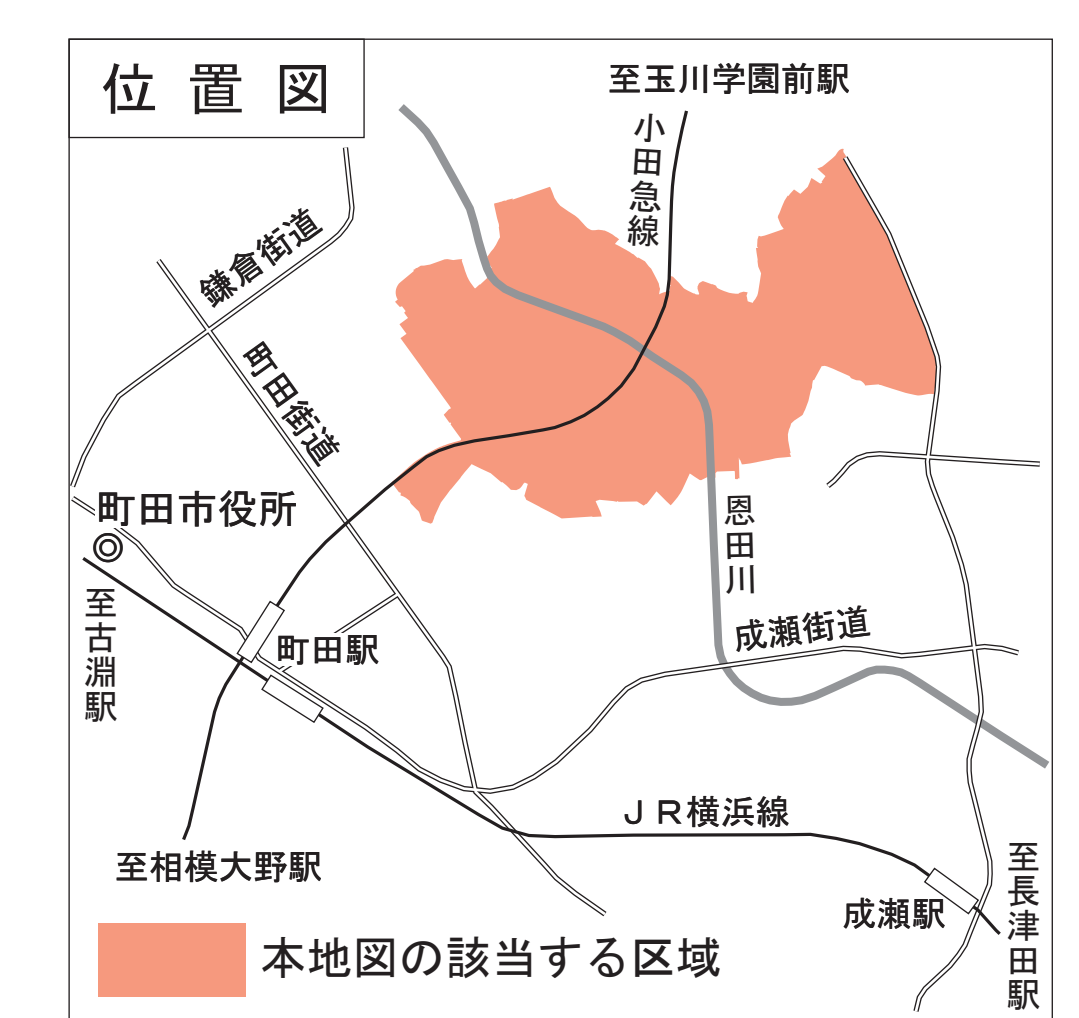 位置図
至玉川学園前駅
小田急線
鎌倉街道
町田街道
町田市役所
至古淵駅
町田駅
恩田川
成瀬街道
ＪＲ横浜線
至相模大野駅
成瀬駅
至長津田駅
本地図の該当する区域